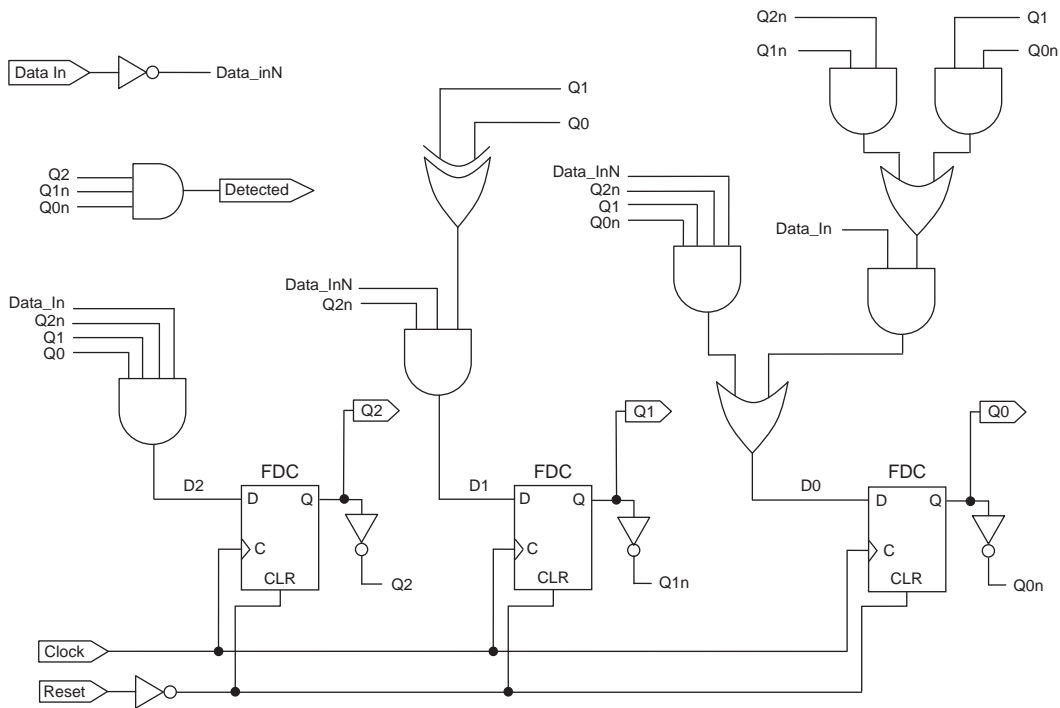 Data In
Data_inN
Q2
Q1n
Q0n
Detected
Q1
Q0
Q2n
Q1n
Q1
Q0n
Data_InN
Q2n
Q1
Q0n
Data_In
Data_InN
Q2n
Data_In
Q2n
Q1
Q0
Q2
Q1
Q0
FDC
D2
D
Q
C
CLR
Q2
FDC
D1
D
Q
C
CLR
Q1n
FDC
D0
D
Q
C
CLR
Q0n
Clock
Reset